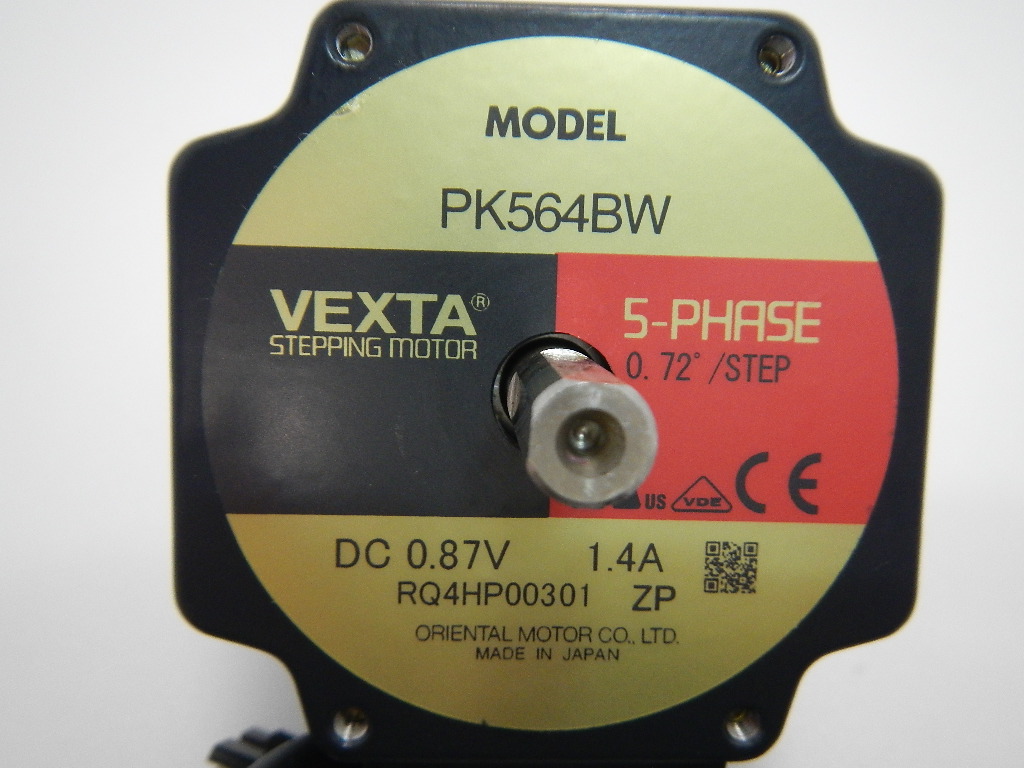 MODEL
PK564BW
VEXTA®
STEPPING MOTOR
5-PHASE
0.72°/STEP
US VDE CE
DC 0.87V 1.4A
RQ4HP00301 ZP
ORIENTAL MOTOR CO., LTD.
MADE IN JAPAN